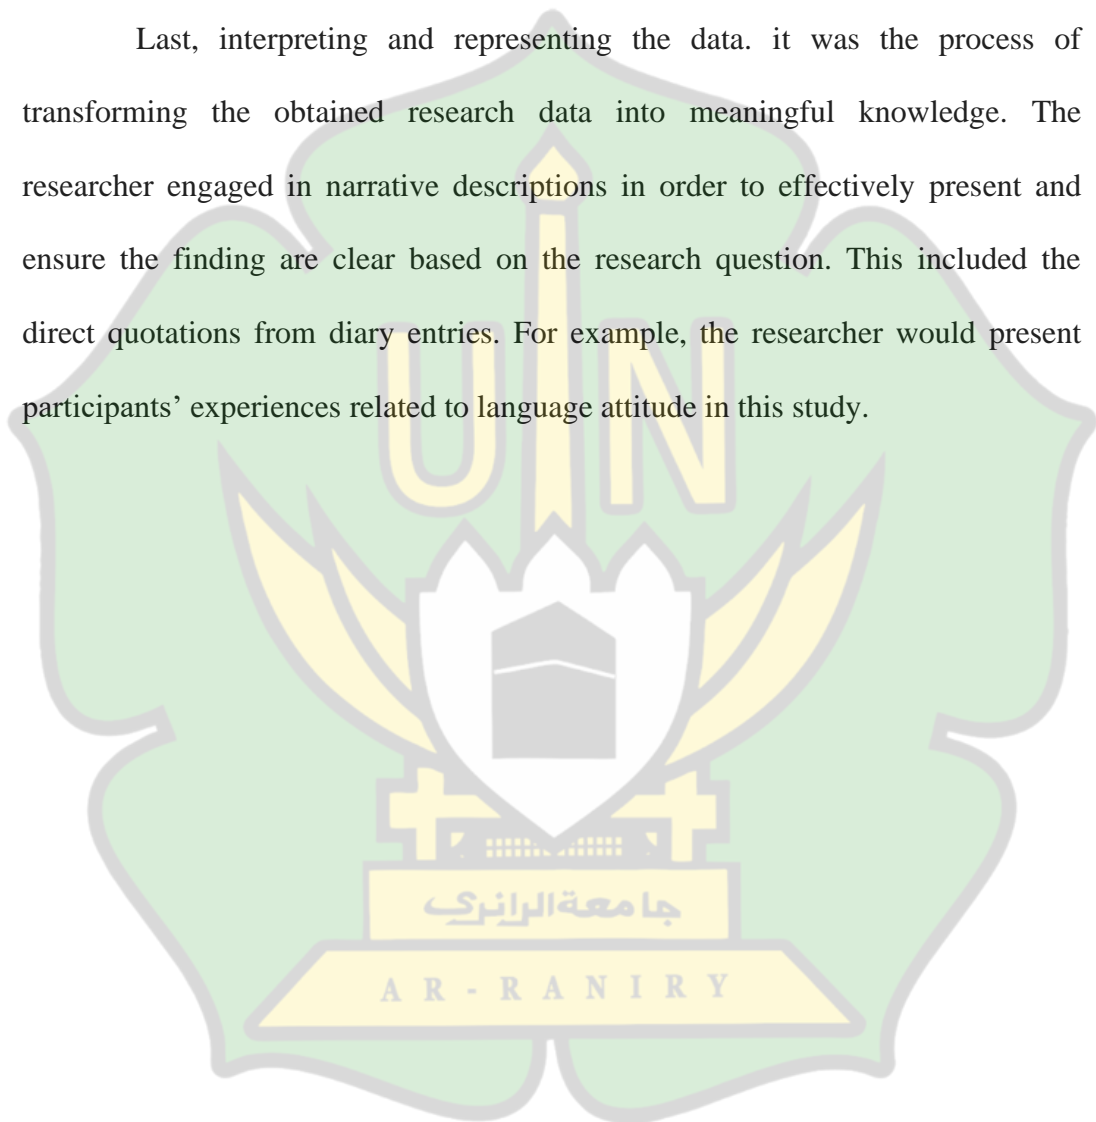 Last, interpreting and representing the data. it was the process of
transforming the obtained research data into meaningful knowledge. The
researcher engaged in narrative descriptions in order to effectively present and
ensure the finding are clear based on the research question. This included the
direct quotations from diary entries. For example, the researcher would present
participants’ experiences related to language attitude in this study.
UIN
جامعة الرانري
AR-RANIRY